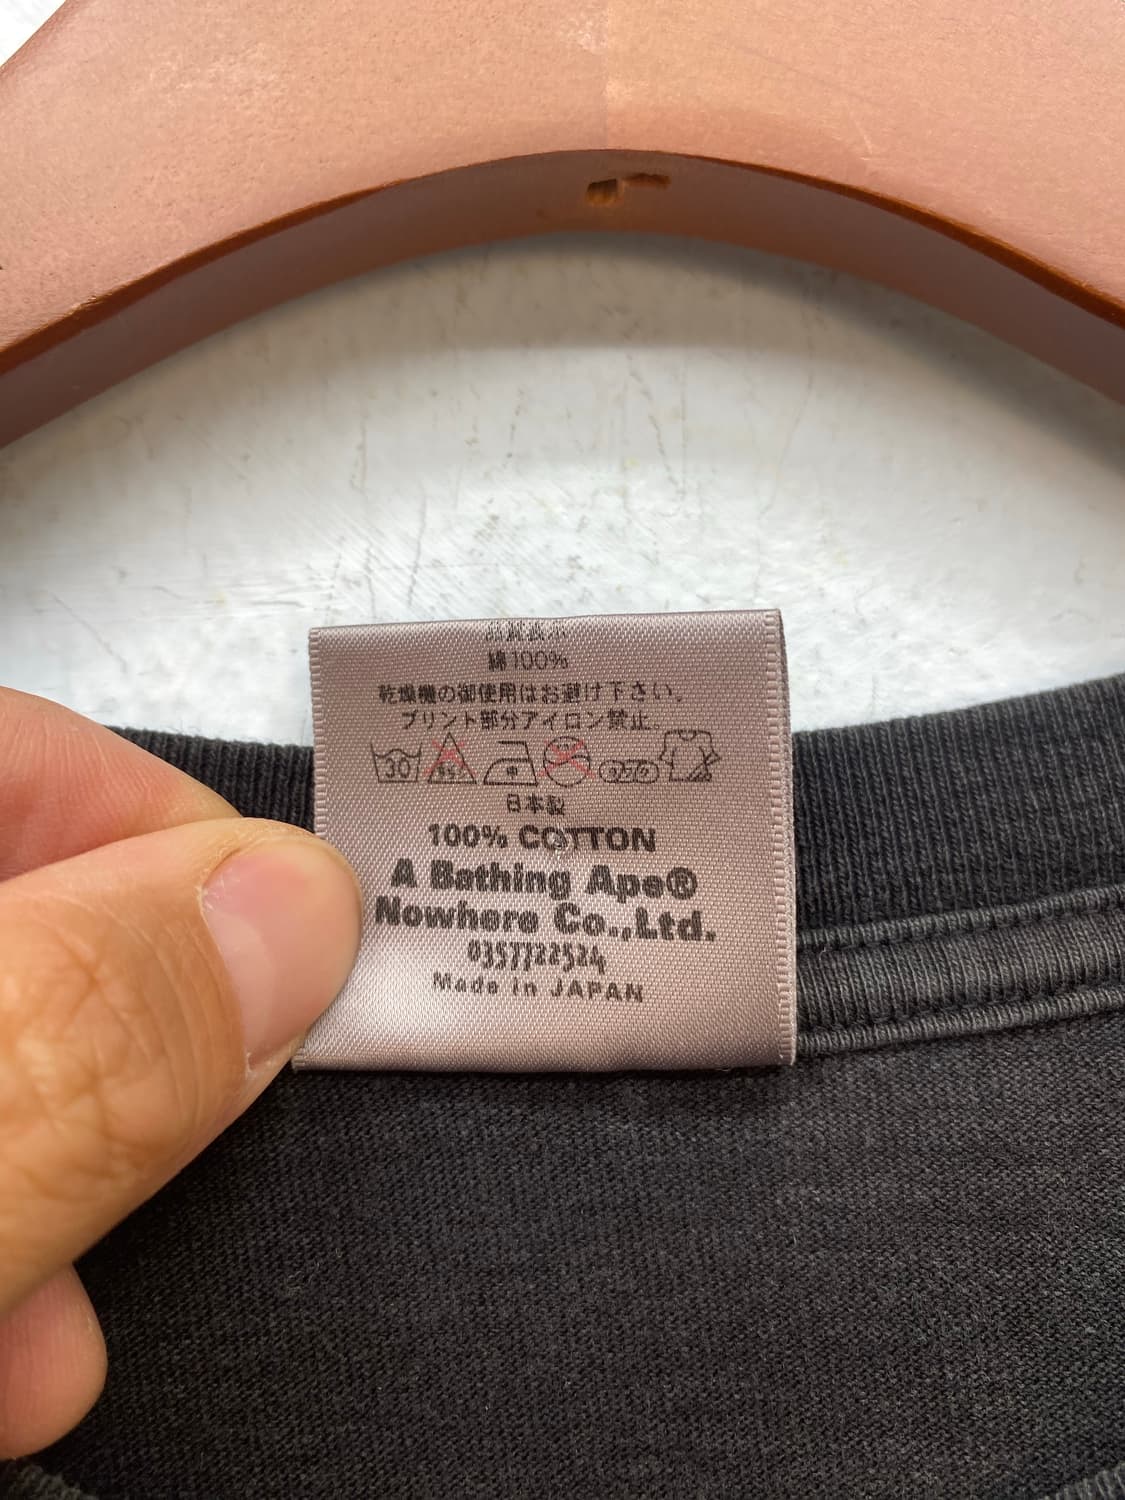 品質表示
綿100%
乾燥機の御使用はお避け下さい。
プリント部分アイロン禁止。
30 中
日本製
100% COTTON
A Bathing Ape®
Nowhere Co.,Ltd.
0357722524
Made in JAPAN